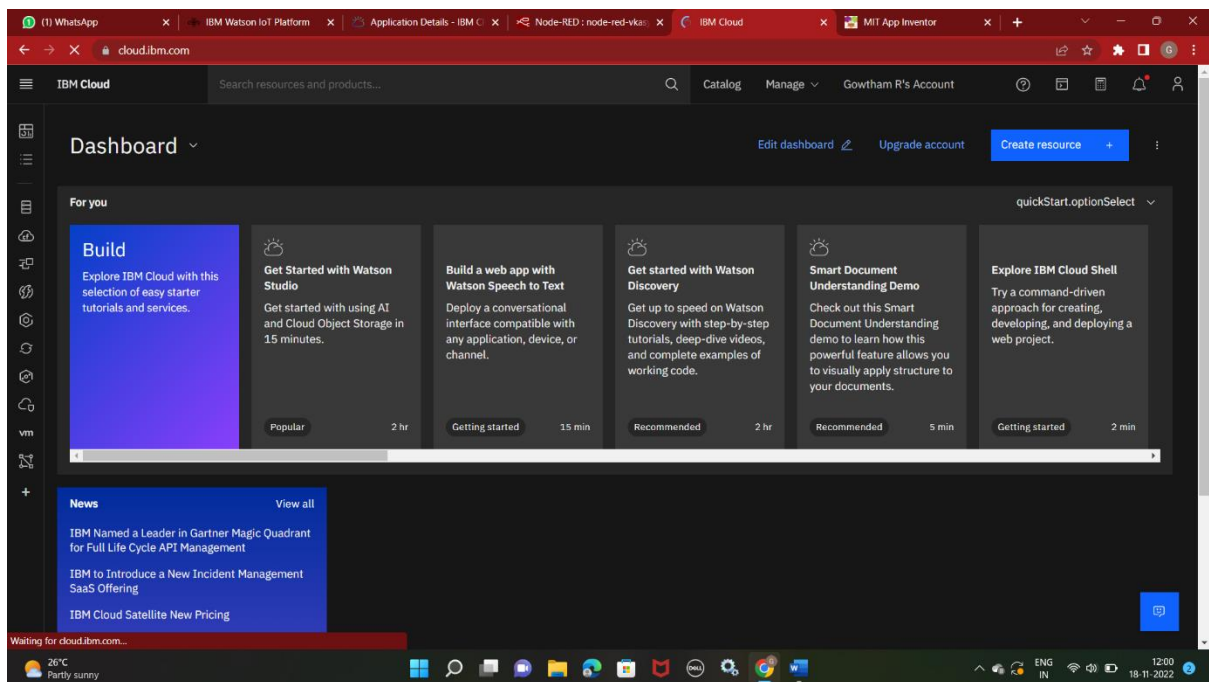 (1) WhatsApp
IBM Watson IoT Platform
Application Details - IBM C
Node-RED : node-red-vkas
IBM Cloud
MIT App Inventor
cloud.ibm.com
G
IBM Cloud
Search resources and products...
Catalog
Manage
Gowtham R's Account
Dashboard
Edit dashboard
Upgrade account
Create resource +
For you
quickStart.optionSelect
Build
Explore IBM Cloud with this
selection of easy starter
tutorials and services.
Get Started with Watson
Studio
Get started with using AI
and Cloud Object Storage in
15 minutes.
Popular
2 hr
Build a web app with
Watson Speech to Text
Deploy a conversational
interface compatible with
any application, device, or
channel.
Getting started
15 min
Get started with Watson
Discovery
Get up to speed on Watson
Discovery with step-by-step
tutorials, deep-dive videos,
and complete examples of
working code.
Recommended
2 hr
Smart Document
Understanding Demo
Check out this Smart
Document Understanding
demo to learn how this
powerful feature allows you
to visually apply structure to
your documents.
Recommended
5 min
Explore IBM Cloud Shell
Try a command-driven
approach for creating,
developing, and deploying a
web project.
Getting started
2 min
vm
News
View all
IBM Named a Leader in Gartner Magic Quadrant
for Full Life Cycle API Management
IBM to Introduce a New Incident Management
SaaS Offering
IBM Cloud Satellite New Pricing
Waiting for cloud.ibm.com...
26°C
Partly sunny
DELL
ENG
IN
12:00
18-11-2022
2